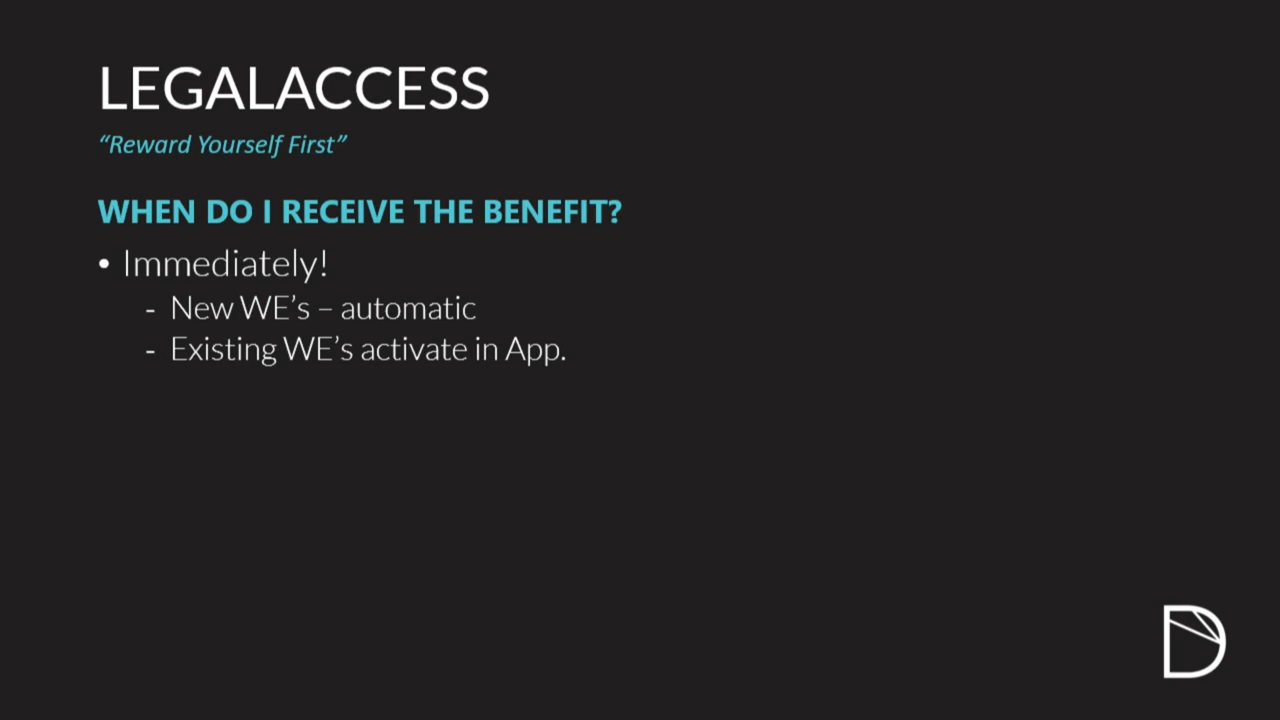 LEGALACCESS
“Reward Yourself First”
WHEN DO I RECEIVE THE BENEFIT?
• Immediately!
- New WE’s – automatic
- Existing WE’s activate in App.